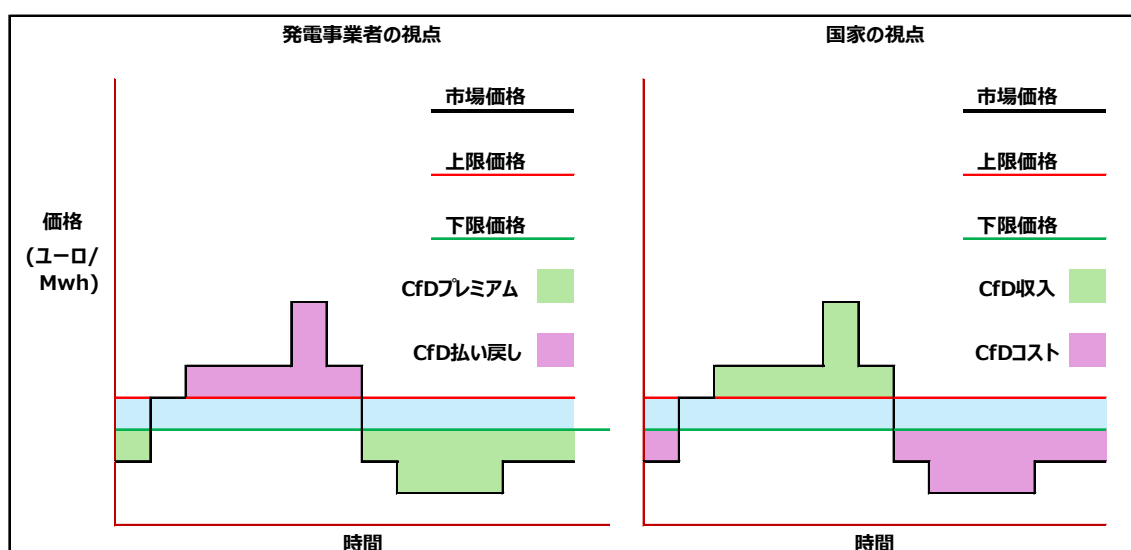 発電事業者の視点
市場価格
上限価格
下限価格
CfDプレミアム
CfD払い戻し
価格
(ユーロ/
Mwh)
時間
国家の視点
市場価格
上限価格
下限価格
CfD収入
CfDコスト
時間